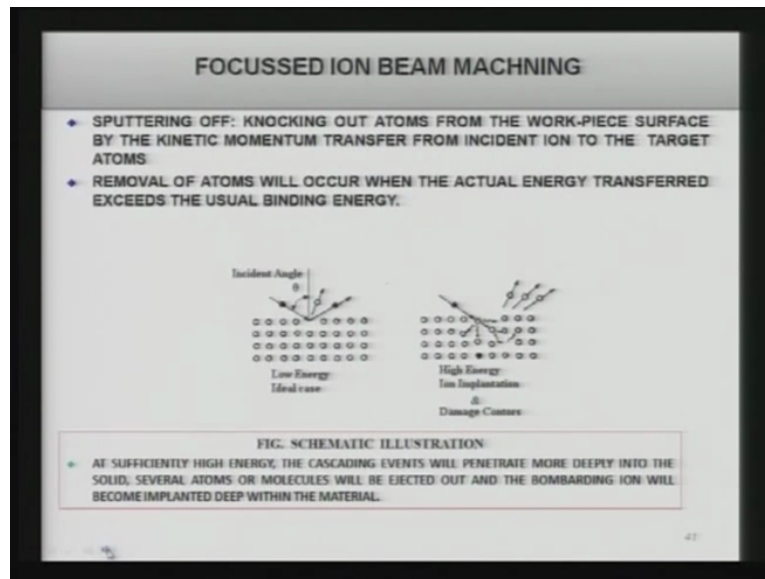 FOCUSSED ION BEAM MACHNING
SPUTTERING OFF: KNOCKING OUT ATOMS FROM THE WORK-PIECE SURFACE
BY THE KINETIC MOMENTUM TRANSFER FROM INCIDENT ION TO THE TARGET
ATOMS
REMOVAL OF ATOMS WILL OCCUR WHEN THE ACTUAL ENERGY TRANSFERRED
EXCEEDS THE USUAL BINDING ENERGY.
Incident Angle
θ
Low Energy
Ideal case
High Energy
Ion Implantation
&
Damage Centers
FIG. SCHEMATIC ILLUSTRATION
AT SUFFICIENTLY HIGH ENERGY, THE CASCADING EVENTS WILL PENETRATE MORE DEEPLY INTO THE
SOLID, SEVERAL ATOMS OR MOLECULES WILL BE EJECTED OUT AND THE BOMBARDING ION WILL
BECOME IMPLANTED DEEP WITHIN THE MATERIAL.